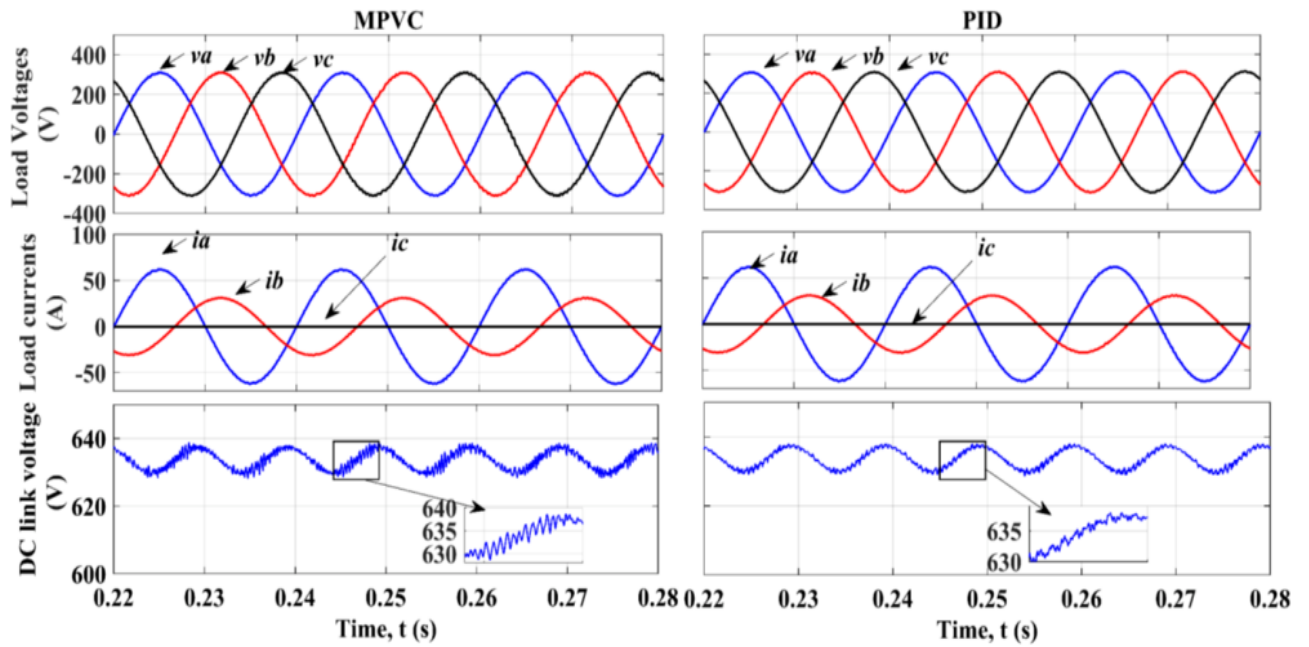 MPVC PID
Load Voltages
(V)
400
200
0
-200
-400
va vb vc
va vb vc
Load currents
(A)
100
50
0
-50
ia ib ic
ia ib ic
DC link voltage
(V)
640
620
600
640
635
630
635
630
0.22 0.23 0.24 0.25 0.26 0.27 0.28
0.22 0.23 0.24 0.25 0.26 0.27 0.28
Time, t (s) Time, t (s)